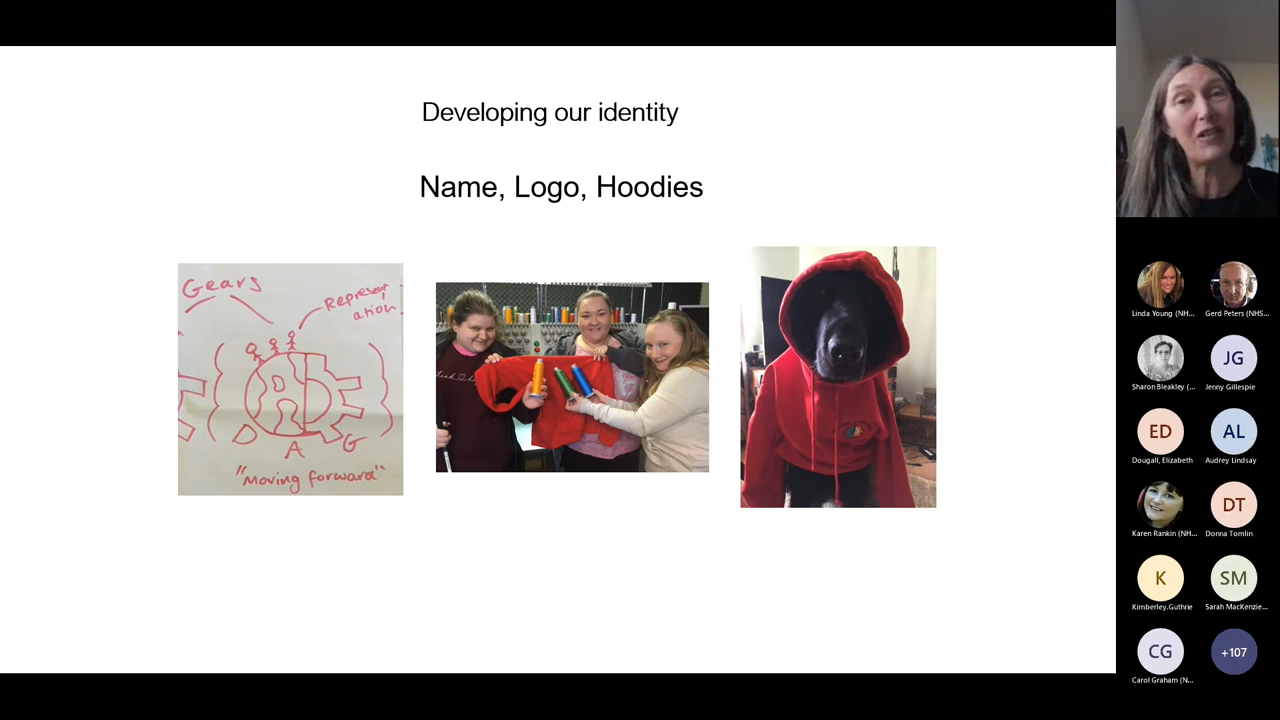 Developing our identity
Name, Logo, Hoodies
Gears
Represent
ation
D
A
G
"moving forward"
Linda Young (NH...
Gerd Peters (NHS...
Sharon Bleakley (...
JG
Jenny Gillespie
ED
Dougall, Elizabeth
AL
Audrey Lindsay
Karen Rankin (NH...
DT
Donna Tomlin
K
Kimberley.Guthrie
SM
Sarah MacKenzie...
CG
Carol Graham (N...
+107